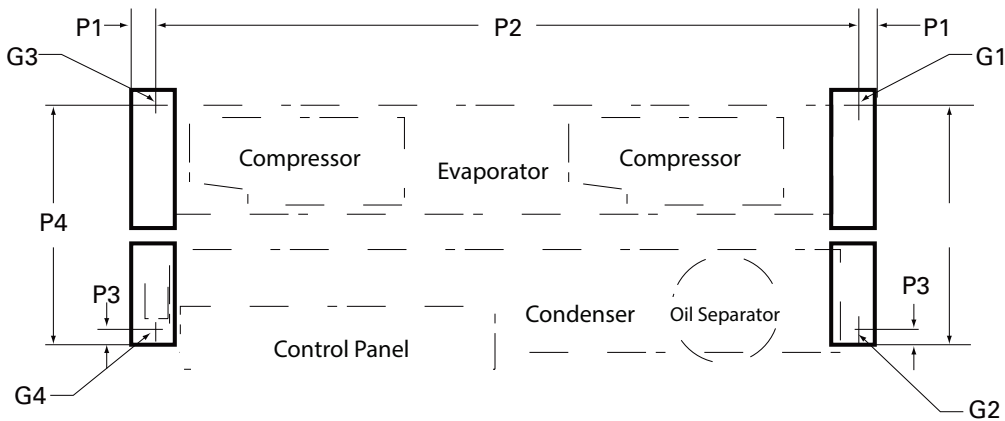 P1 P2 P1
G3 G1
Compressor Compressor
Evaporator
P4
P3 P3
Condenser Oil Separator
Control Panel
G4 G2